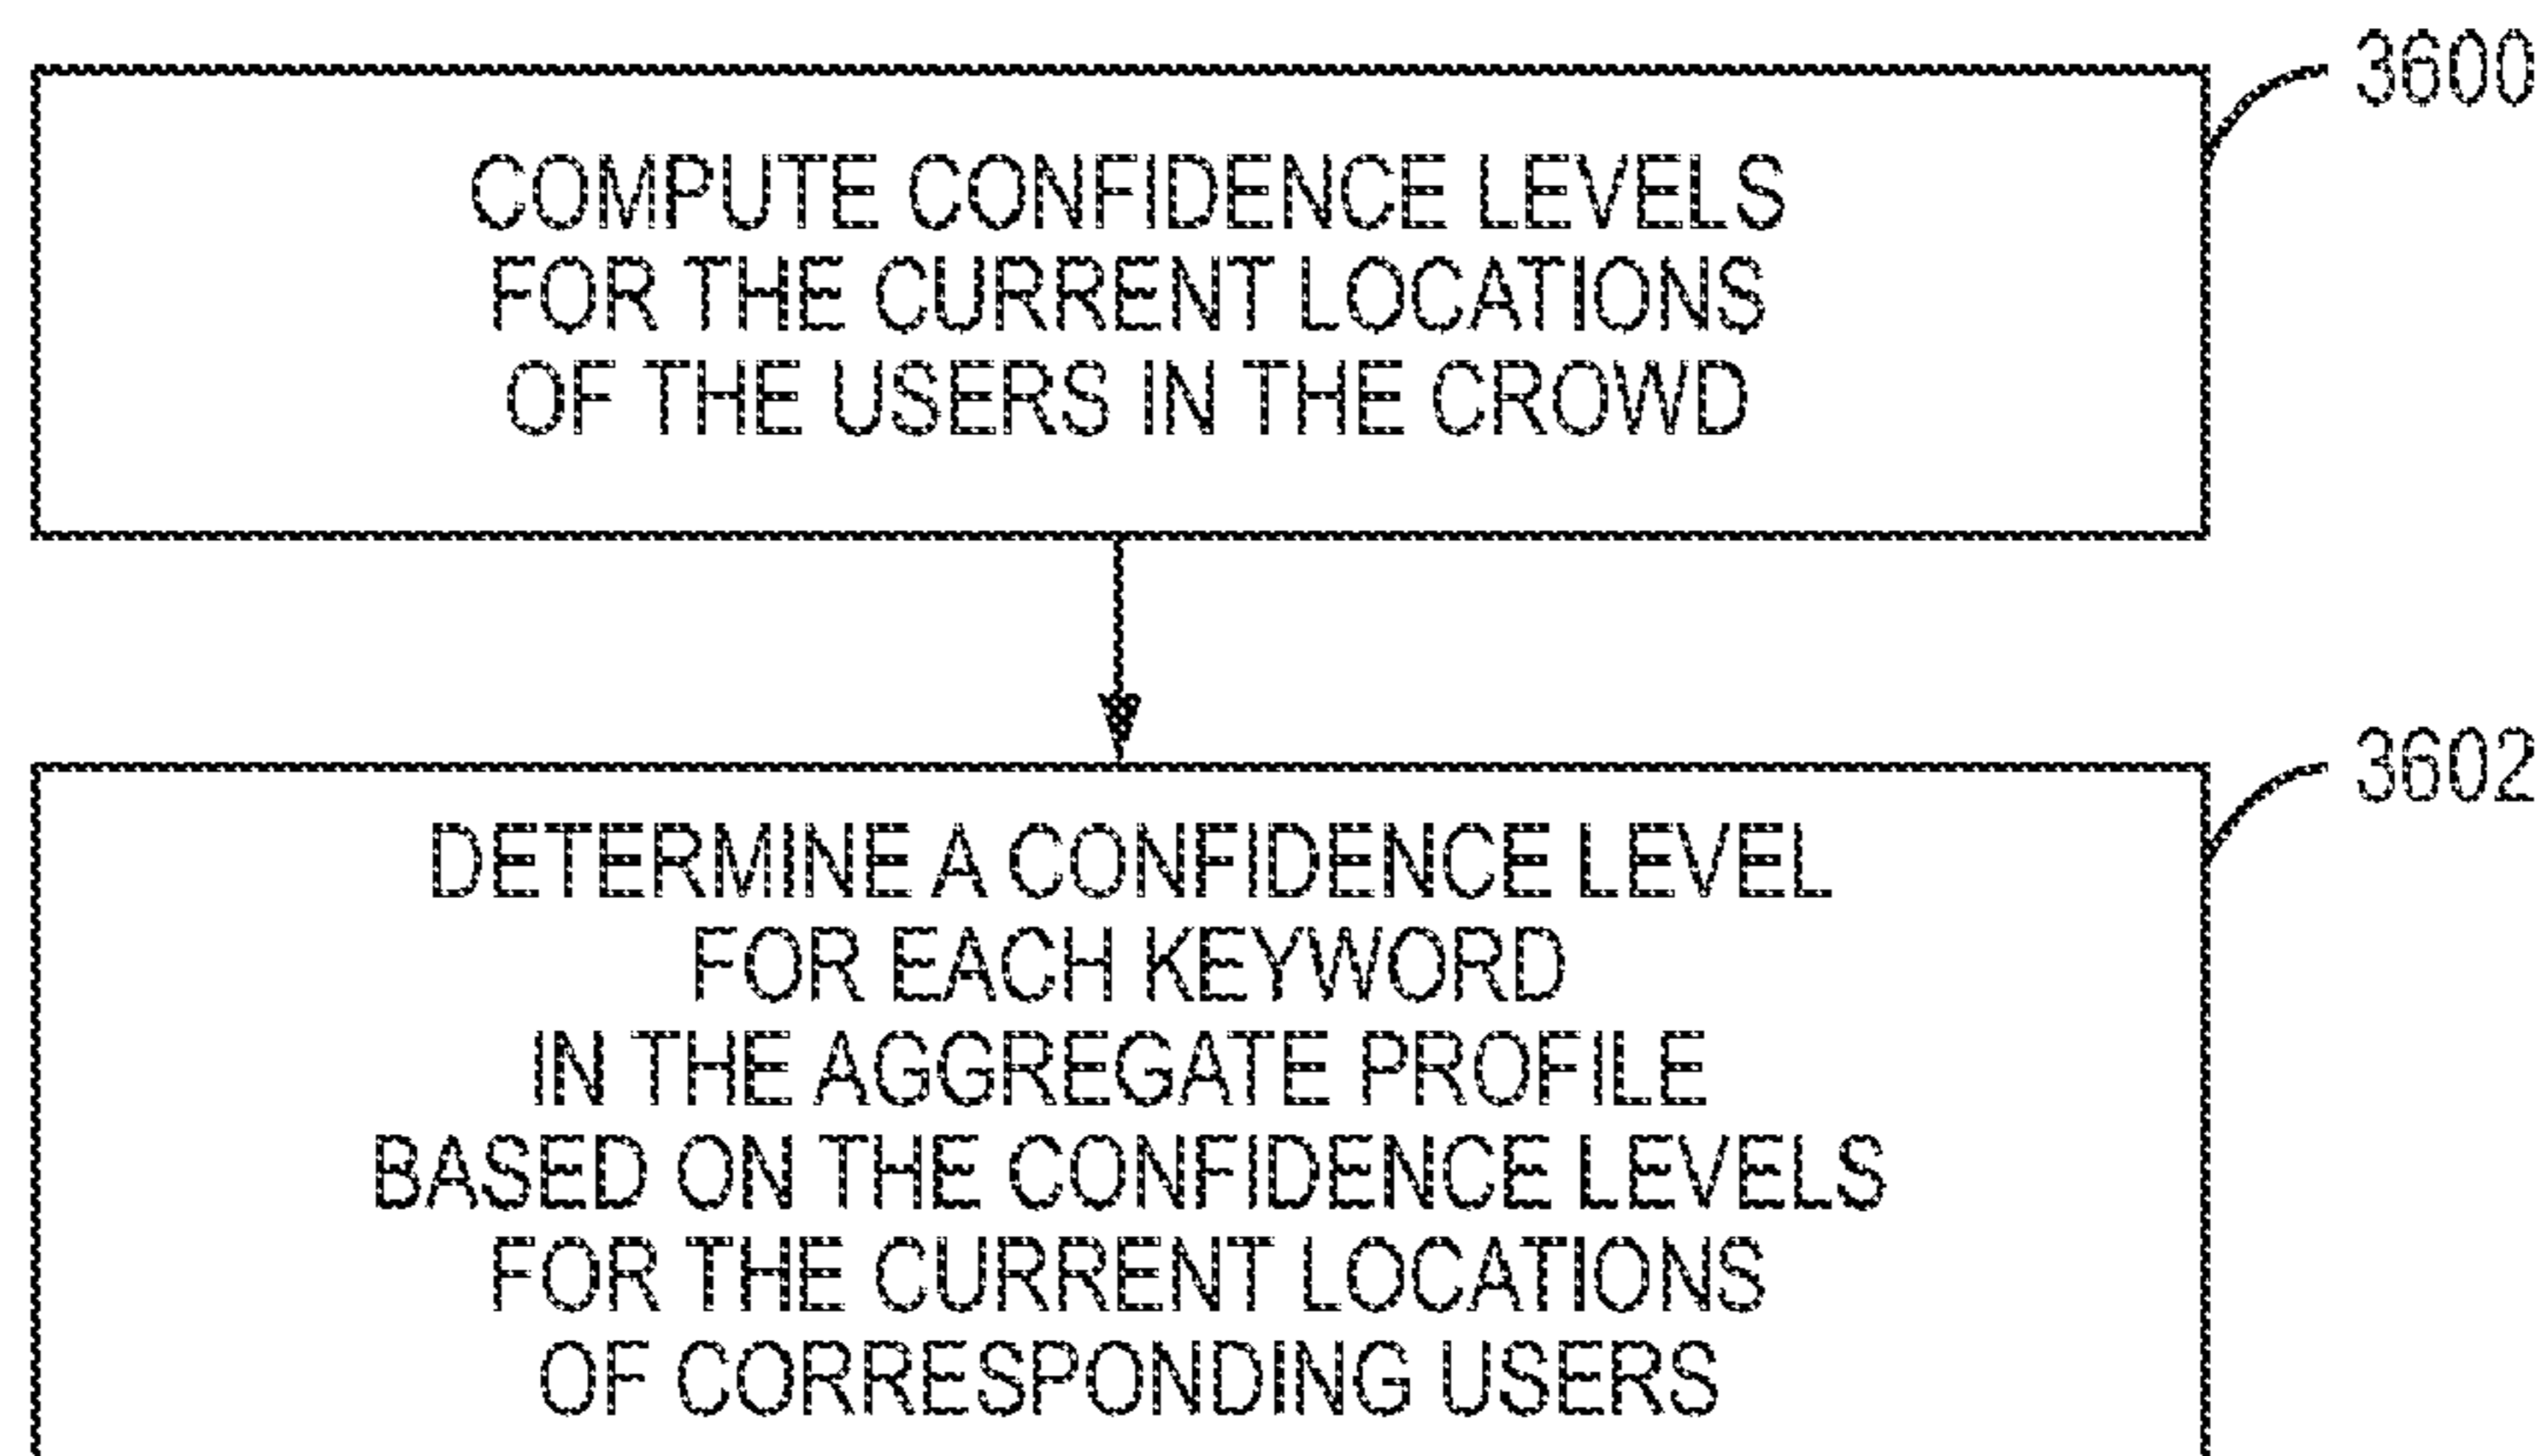 3600
COMPUTE CONFIDENCE LEVELS
FOR THE CURRENT LOCATIONS
OF THE USERS IN THE CROWD
3602
DETERMINE A CONFIDENCE LEVEL
FOR EACH KEYWORD
IN THE AGGREGATE PROFILE
BASED ON THE CONFIDENCE LEVELS
FOR THE CURRENT LOCATIONS
OF CORRESPONDING USERS